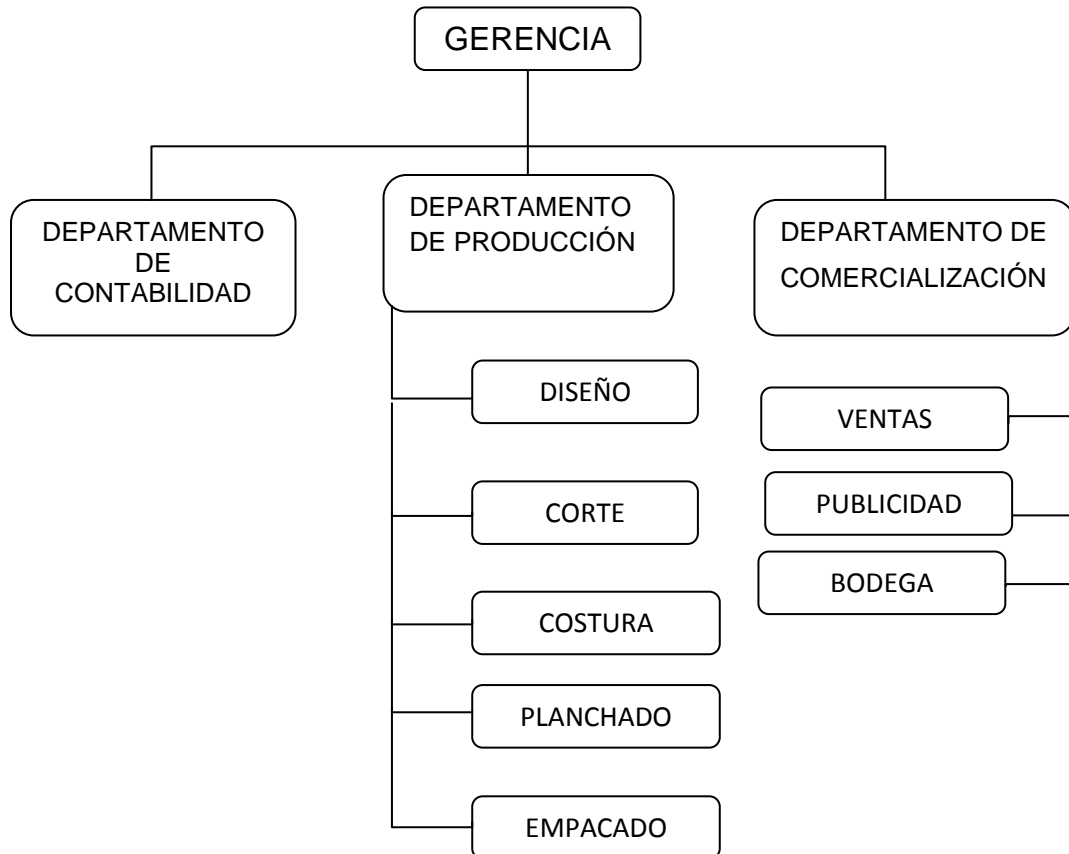 GERENCIA
DEPARTAMENTO
DE
CONTABILIDAD
DEPARTAMENTO
DE PRODUCCIÓN
DEPARTAMENTO DE
COMERCIALIZACIÓN
DISEÑO
CORTE
COSTURA
PLANCHADO
EMPACADO
VENTAS
PUBLICIDAD
BODEGA